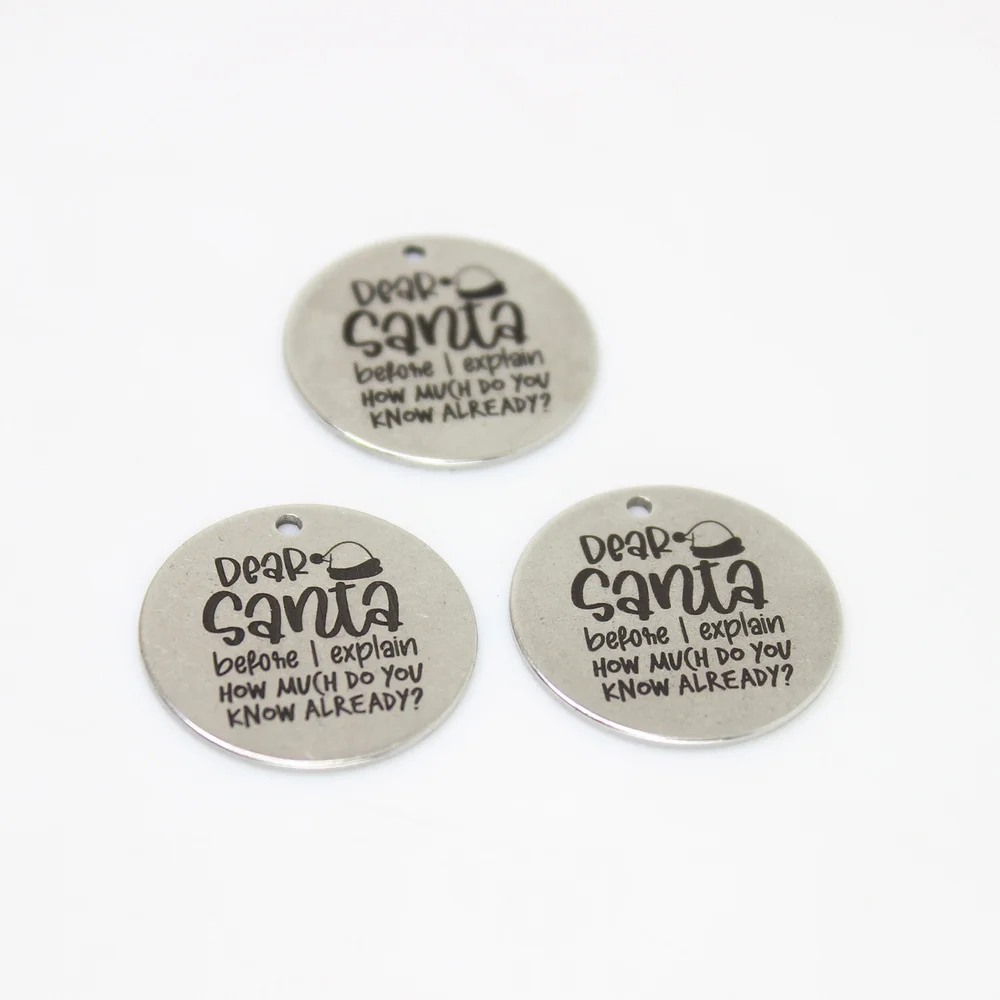 DEAR
Santa
before I explain
HOW MUCH DO YOU
KNOW ALREADY?
DEAR
Santa
before I explain
HOW MUCH DO YOU
KNOW ALREADY?
DEAR
Santa
before I explain
HOW MUCH DO YOU
KNOW ALREADY?